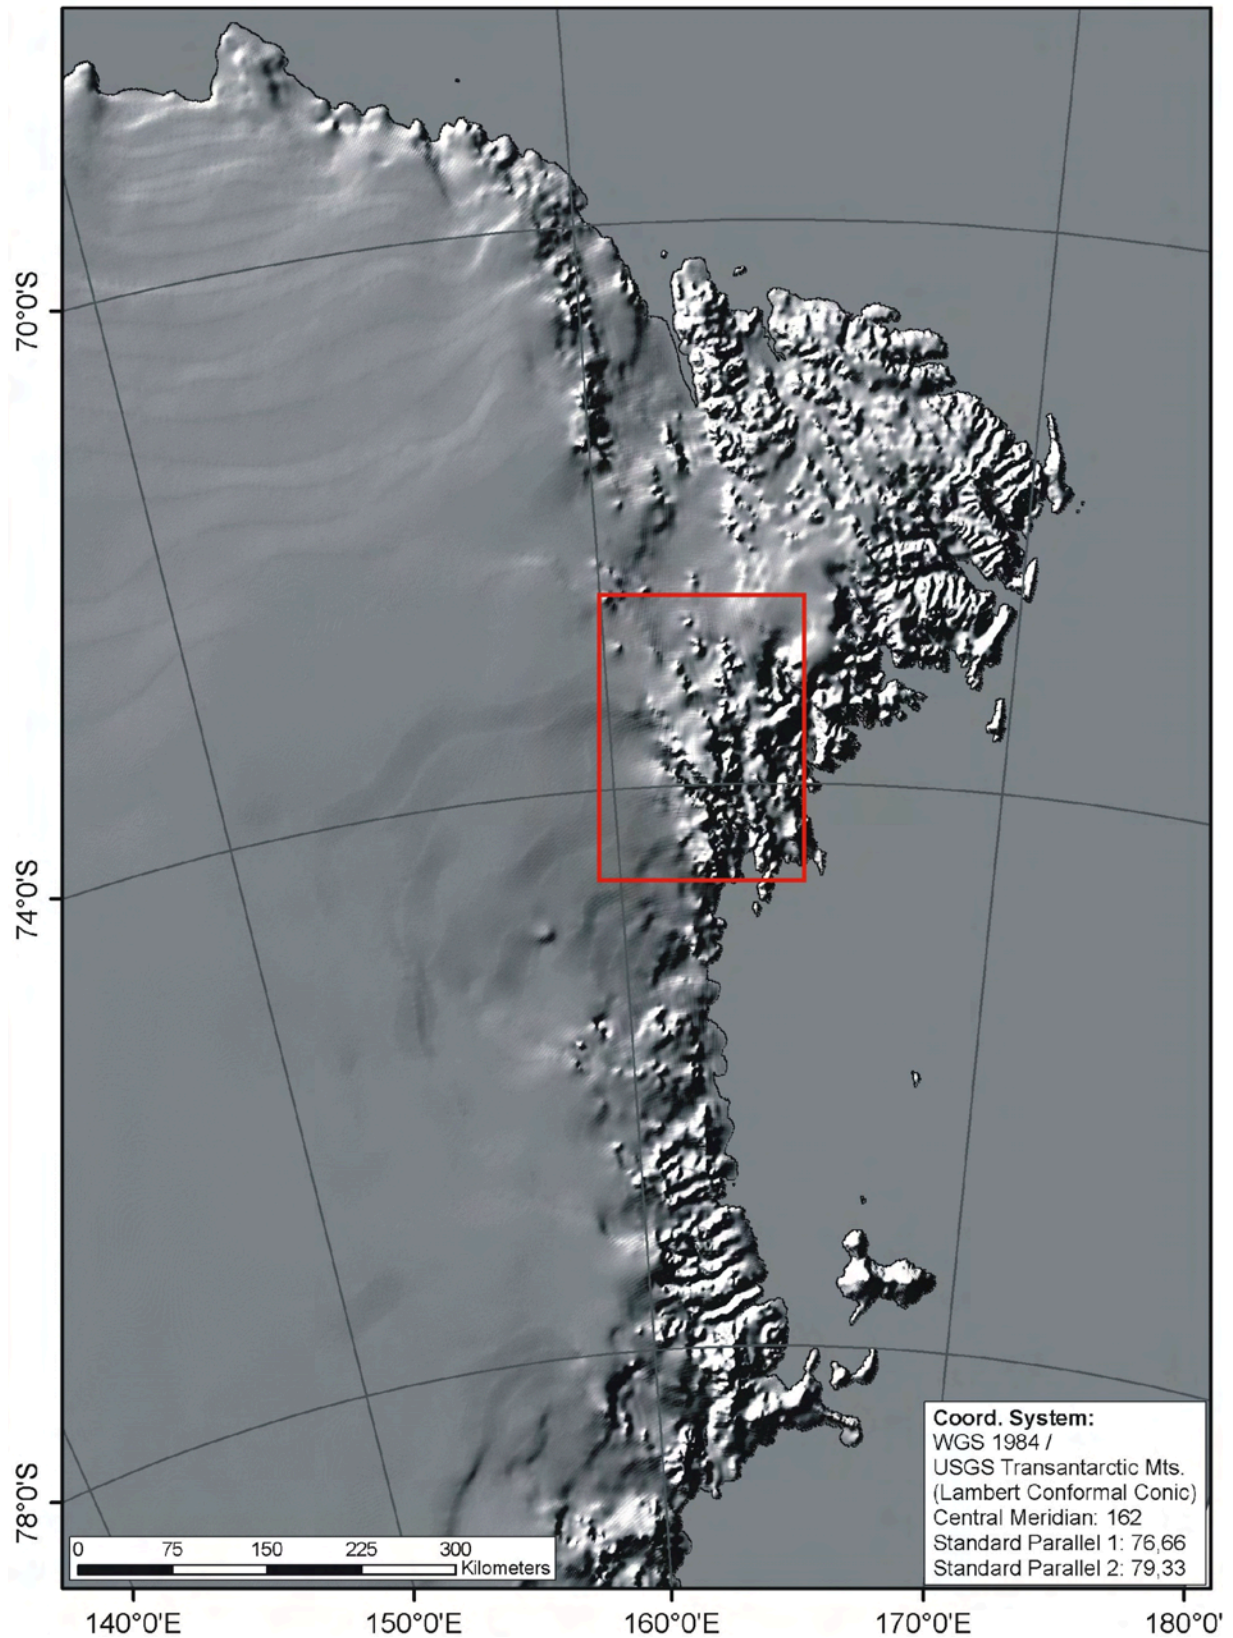 70°0'S
74°0'S
78°0'S
0 75 150 225 300
Kilometers
Coord. System:
WGS 1984 /
USGS Transantarctic Mts.
(Lambert Conformal Conic)
Central Meridian: 162
Standard Parallel 1: 76,66
Standard Parallel 2: 79,33
140°0'E 150°0'E 160°0'E 170°0'E 180°0'